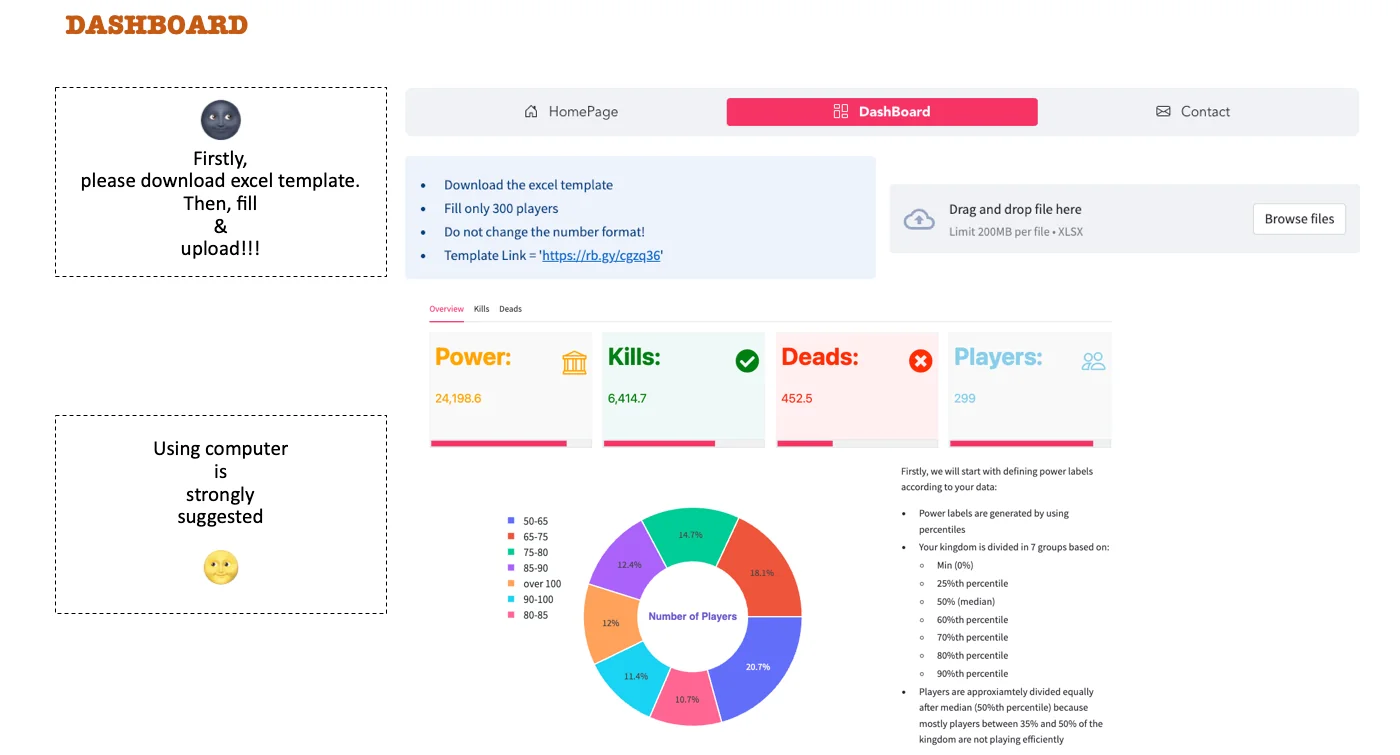 DASHBOARD
Firstly,
please download excel template.
Then, fill
&
upload!!!
HomePage
DashBoard
Contact
Download the excel template
Fill only 300 players
Do not change the number format!
Template Link = 'https://rb.gy/cgzq36'
Drag and drop file here
Limit 200MB per file • XLSX
Browse files
Overview Kills Deads
Power:
24,198.6
Kills:
6,414.7
Deads:
452.5
Players:
299
Using computer
is
strongly
suggested
50-65
65-75
75-80
85-90
over 100
90-100
80-85
14.7%
18.1%
12.4%
12%
11.4%
10.7%
20.7%
Number of Players
Firstly, we will start with defining power labels
according to your data:
Power labels are generated by using
percentiles
Your kingdom is divided in 7 groups based on:
Min (0%)
25%th percentile
50% (median)
60%th percentile
70%th percentile
80%th percentile
90%th percentile
Players are approxiamtely divided equally
after median (50%th percentile) because
mostly players between 35% and 50% of the
kingdom are not playing efficiently